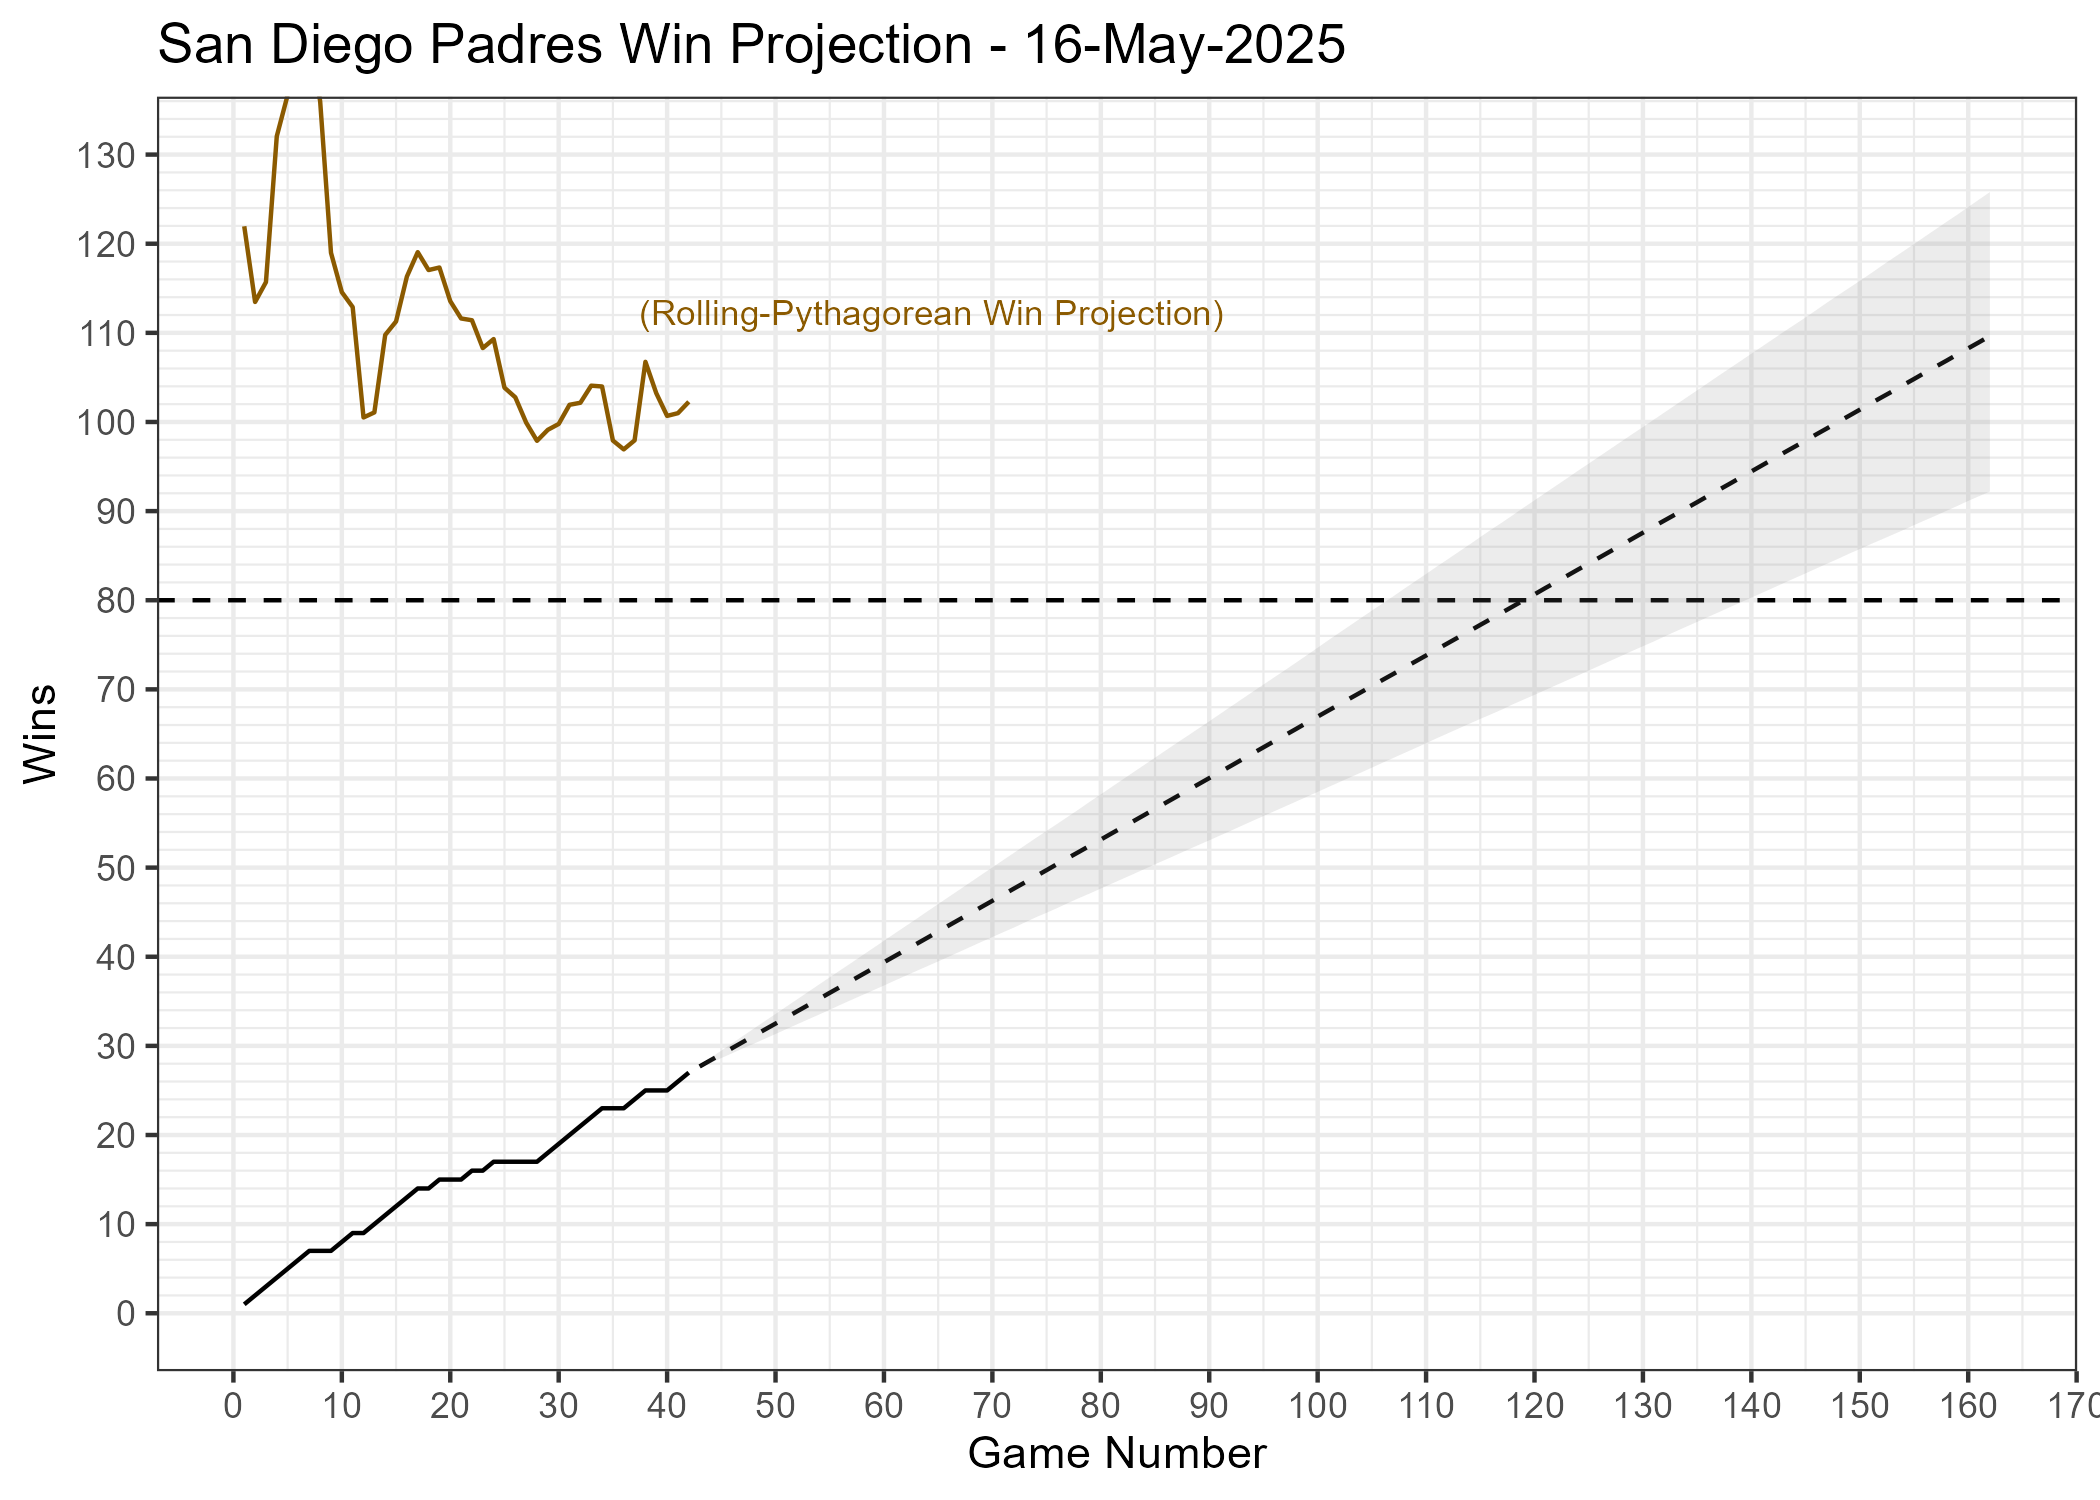 San Diego Padres Win Projection - 16-May-2025
130
120
110
100
90
80
70
60
50
40
30
20
10
0
(Rolling-Pythagorean Win Projection)
Wins
0 10 20 30 40 50 60 70 80 90 100 110 120 130 140 150 160 170
Game Number